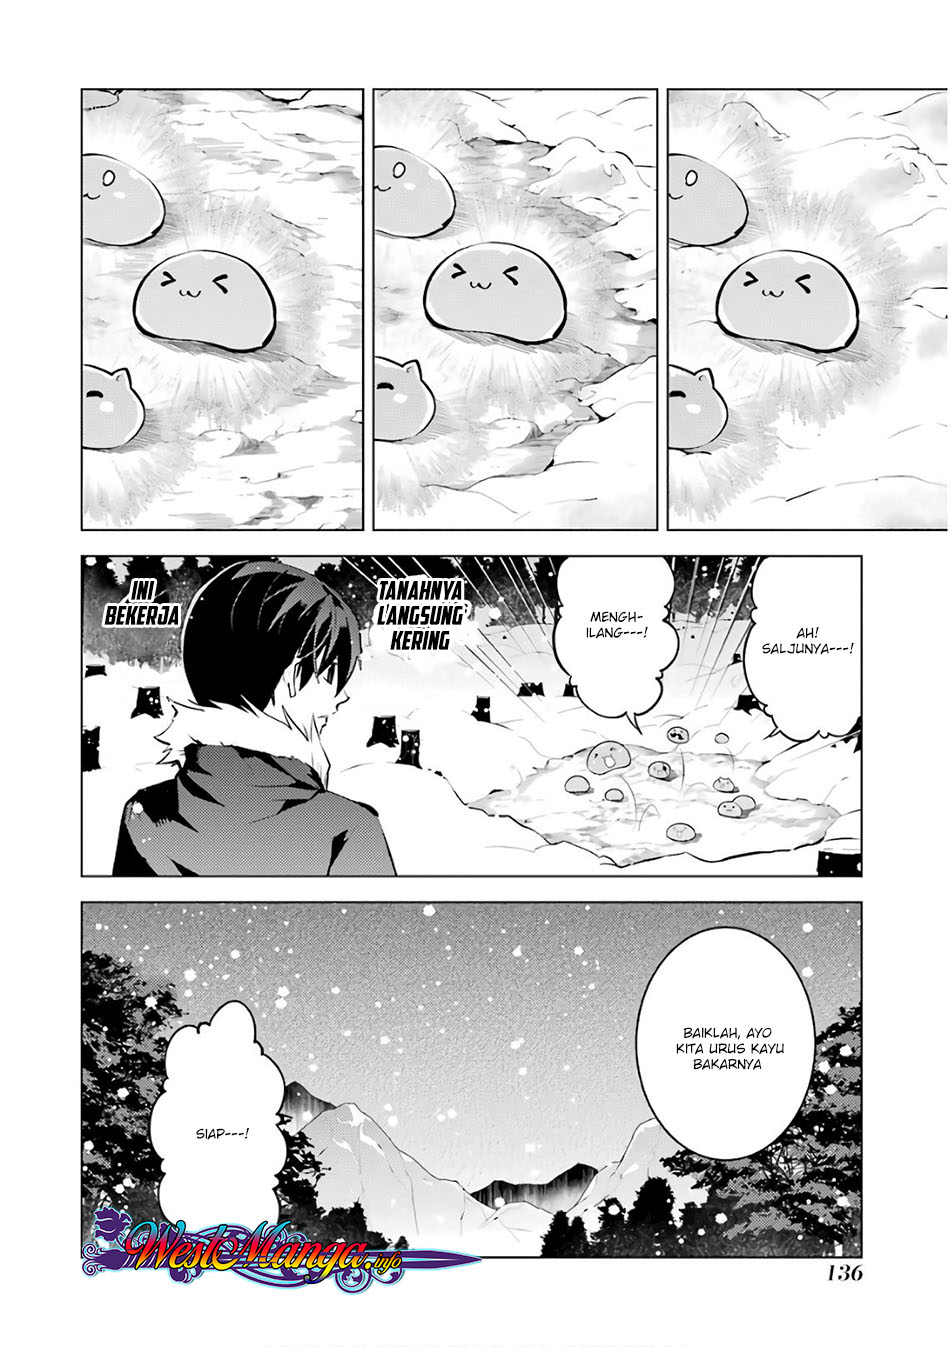 AH!
SALJUNYA---!
MENGH-
ILANG---!
TANAHNYA
LANGSUNG
KERING
INI
BEKERJA
BAIKLAH, AYO
KITA URUS KAYU
BAKARNYA
SIAP---!
WestManga.info
136